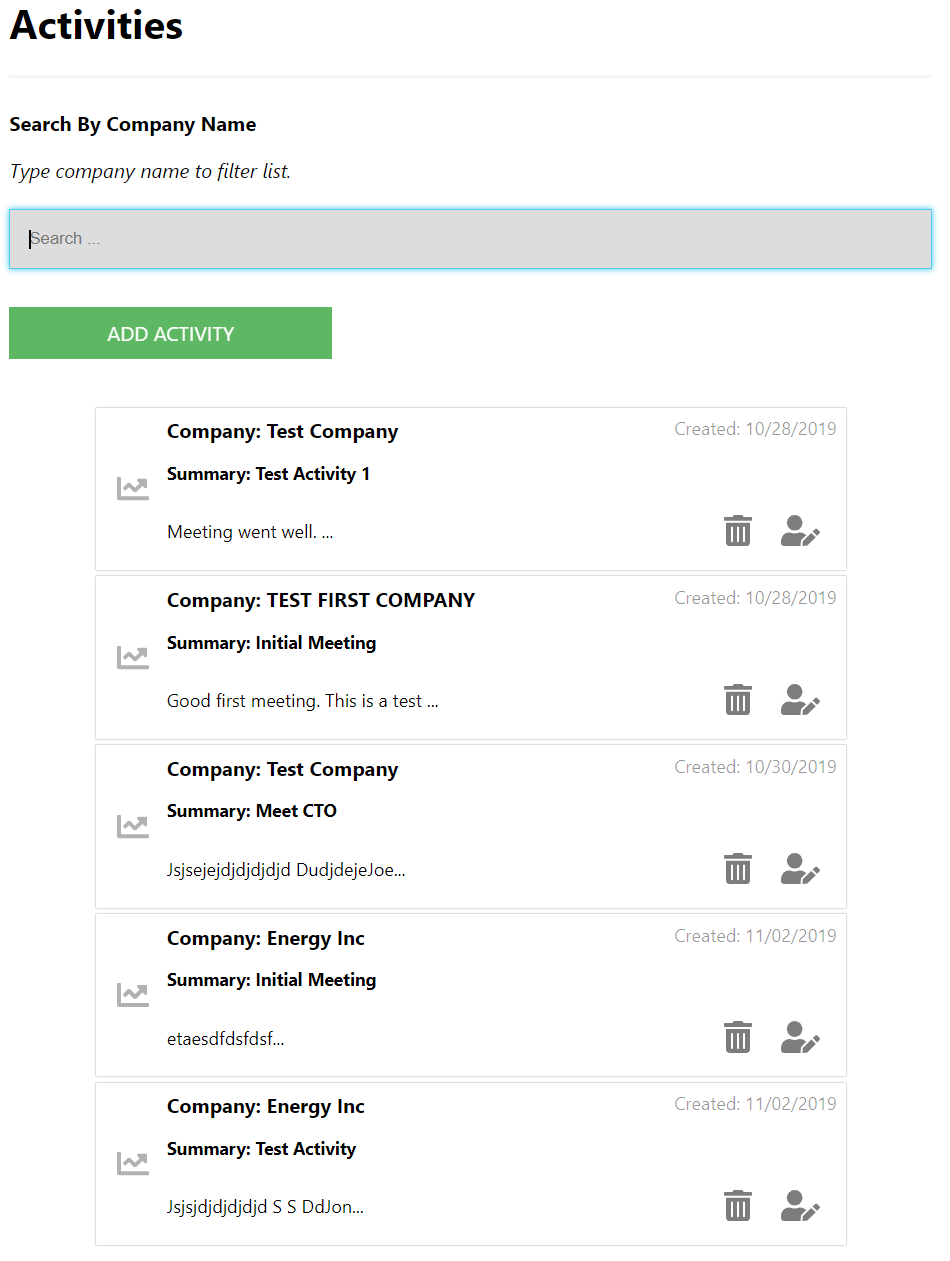 Activities
Search By Company Name
Type company name to filter list.
Search ...
ADD ACTIVITY
Company: Test Company
Created: 10/28/2019
Summary: Test Activity 1
Meeting went well. ...
Company: TEST FIRST COMPANY
Created: 10/28/2019
Summary: Initial Meeting
Good first meeting. This is a test ...
Company: Test Company
Created: 10/30/2019
Summary: Meet CTO
Jsjsejejdjdjdjdjd DudjdejeJoe...
Company: Energy Inc
Created: 11/02/2019
Summary: Initial Meeting
etaesdfdsfdsf...
Company: Energy Inc
Created: 11/02/2019
Summary: Test Activity
Jsjsjdjdjdjdjd S S DdJon...